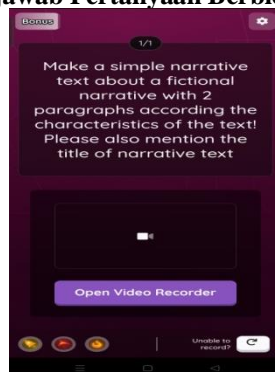 Bonus
1/1
Make a simple narrative
text about a fictional
narrative with 2
paragraphs according the
characteristics of the text!
Please also mention the
title of narrative text
Open Video Recorder
Unable to
record?